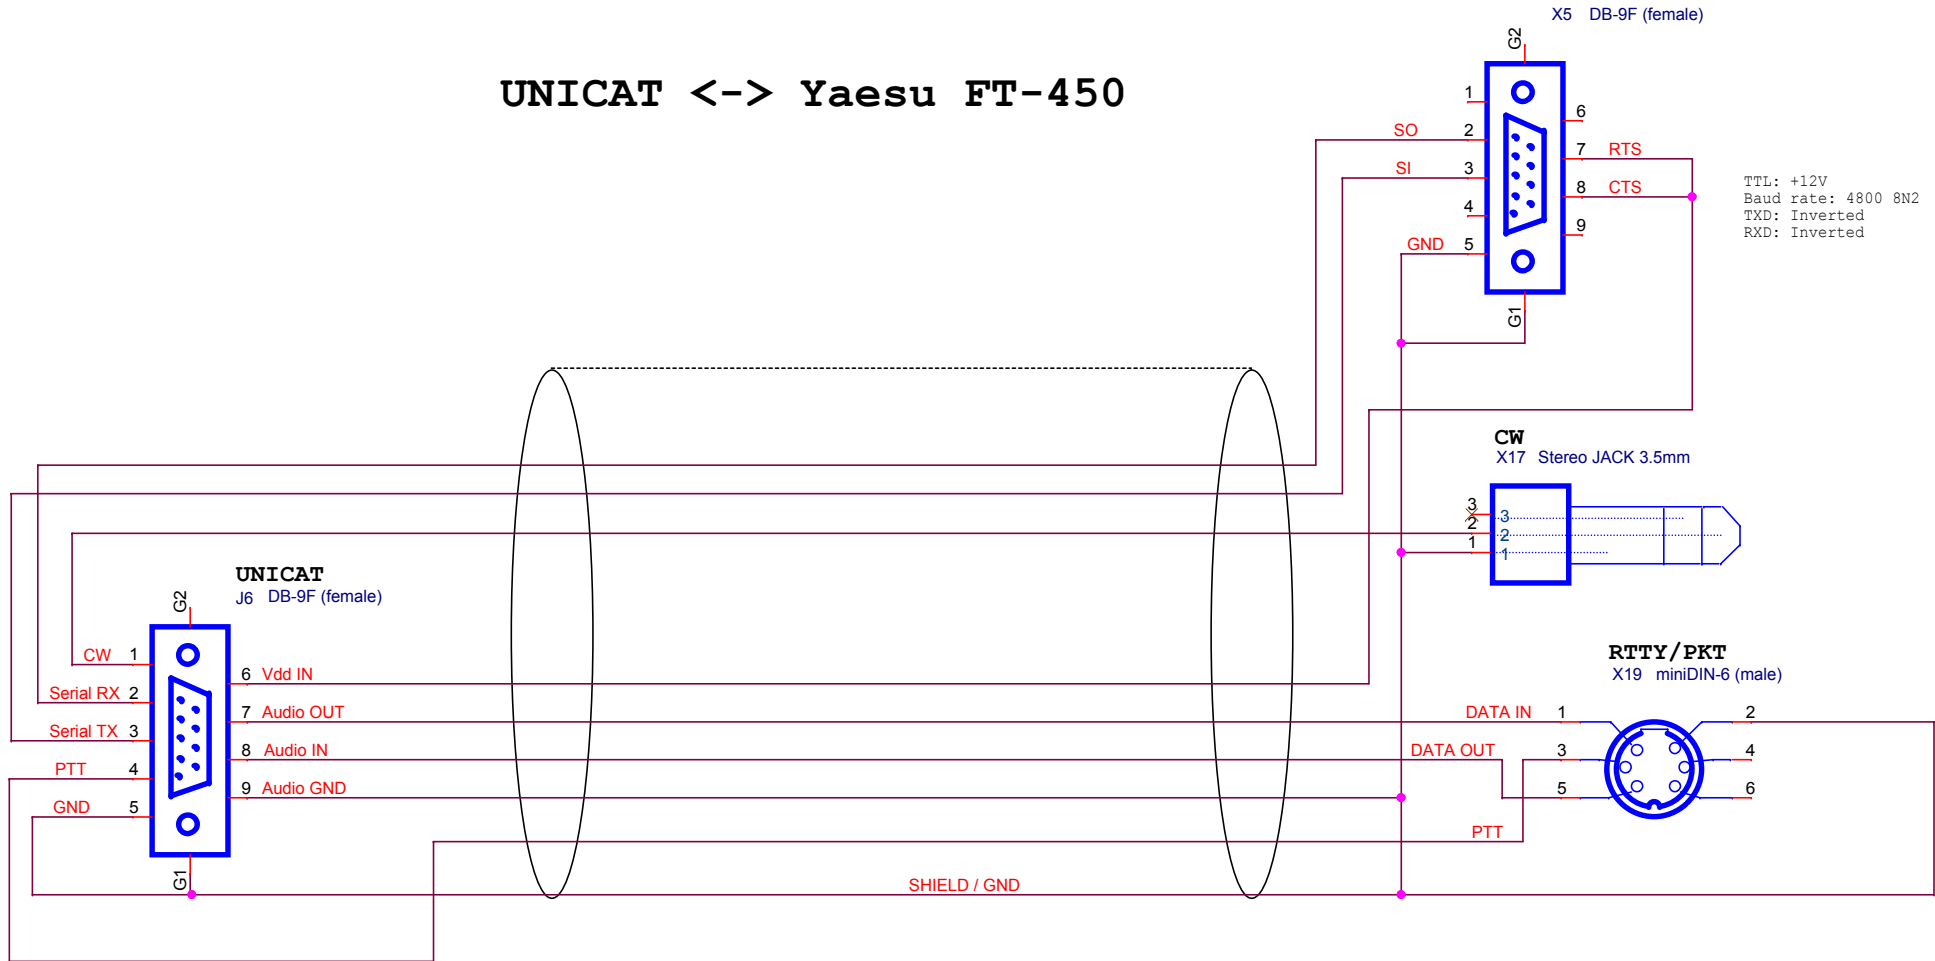 X5 DB-9F (female)
G2
UNICAT <-> Yaesu FT-450
1
6
SO 2
7 RTS
SI 3
8 CTS
4
9
GND 5
G1
TTL: +12V
Baud rate: 4800 8N2
TXD: Inverted
RXD: Inverted
CW
X17 Stereo JACK 3.5mm
3 3
2 2
1 1
UNICAT
J6 DB-9F (female)
G2
CW 1
6 Vdd IN
Serial RX 2
7 Audio OUT
Serial TX 3
8 Audio IN
PTT 4
9 Audio GND
GND 5
G1
RTTY/PKT
X19 miniDIN-6 (male)
DATA IN 1
2
DATA OUT 3
4
5
6
PTT
SHIELD / GND